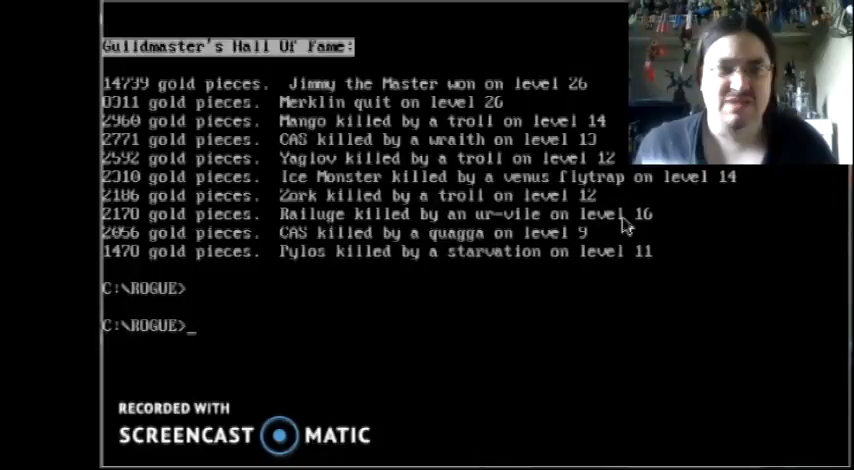 Guildmaster's Hall Of Fame:
14739 gold pieces. Jimmy the Master won on level 26
8311 gold pieces. Merklin quit on level 26
2960 gold pieces. Mango killed by a troll on level 14
2771 gold pieces. CAS killed by a wraith on level 13
2592 gold pieces. Yaglov killed by a troll on level 12
2310 gold pieces. Ice Monster killed by a venus flytrap on level 14
2186 gold pieces. Zork killed by a troll on level 12
2170 gold pieces. Railuge killed by an ur-vile on level 16
2056 gold pieces. CAS killed by a quagga on level 9
1470 gold pieces. Pylos killed by a starvation on level 11
C:\ROGUE>
C:\ROGUE>_
RECORDED WITH
SCREENCAST MATIC